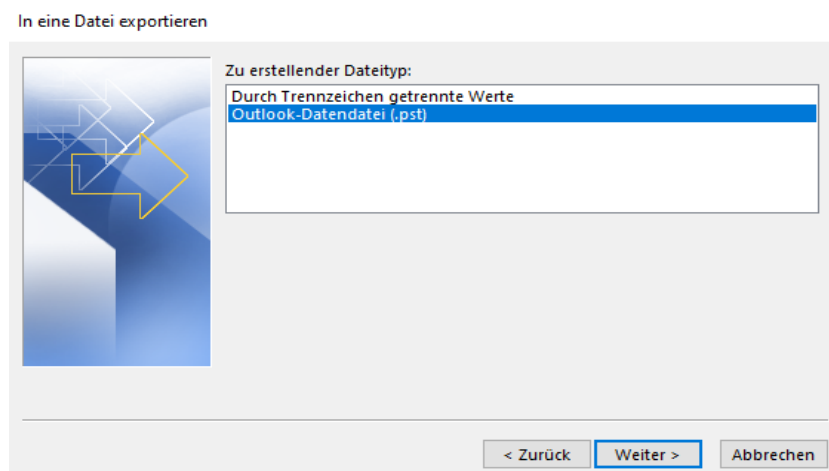 In eine Datei exportieren
Zu erstellender Dateityp:
Durch Trennzeichen getrennte Werte
Outlook-Datendatei (.pst)
< Zurück Weiter > Abbrechen